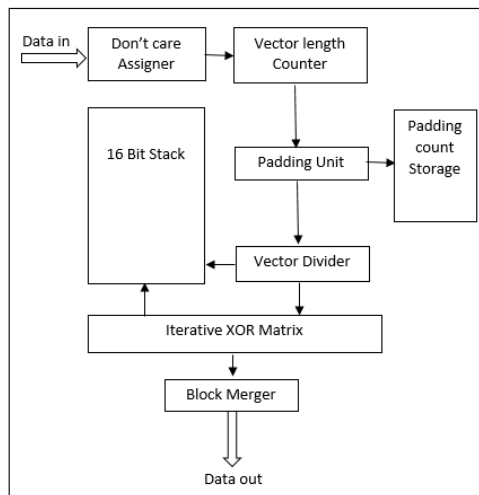 Data in
Don't care
Assigner
Vector length
Counter
16 Bit Stack
Padding Unit
Padding
count
Storage
Vector Divider
Iterative XOR Matrix
Block Merger
Data out